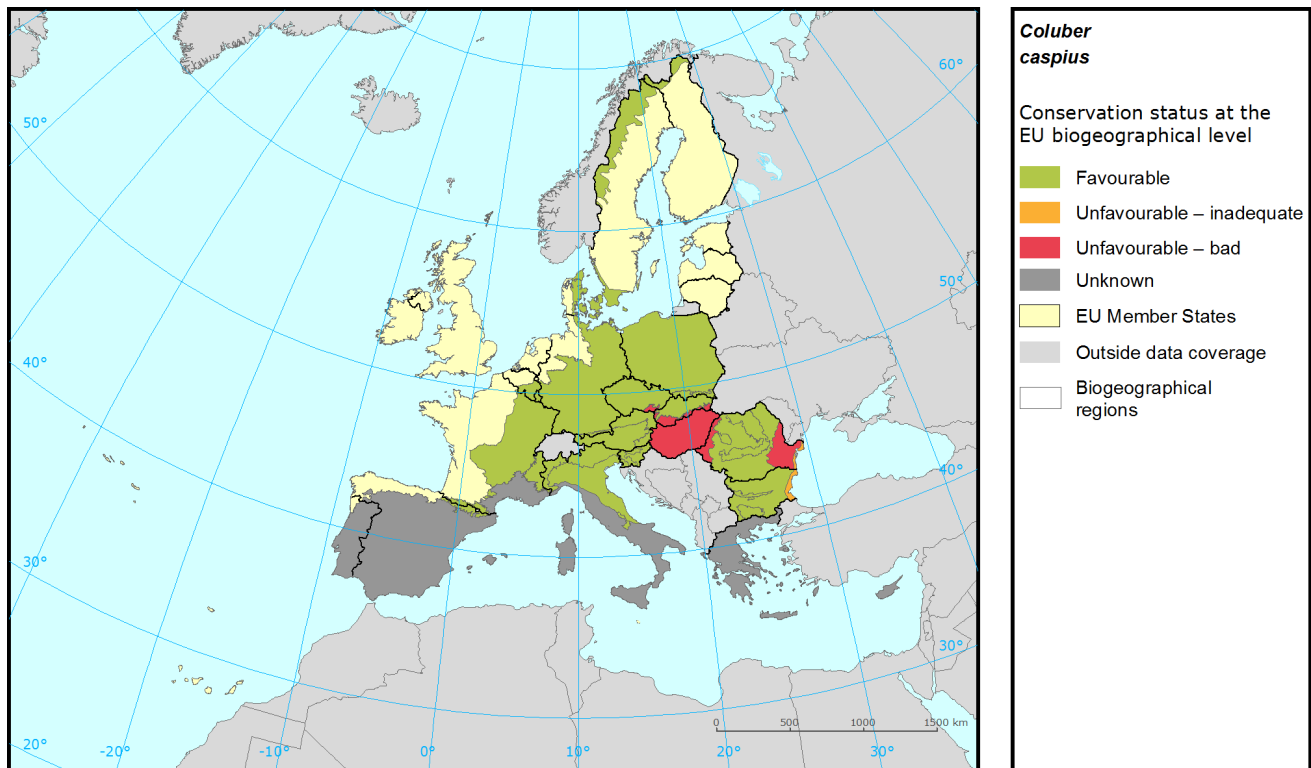 Coluber
caspius
Conservation status at the
EU biogeographical level
Favourable
Unfavourable – inadequate
Unfavourable – bad
Unknown
EU Member States
Outside data coverage
Biogeographical
regions
60°
50°
50°
40°
40°
30°
30°
20°
-20°
-10°
0°
10°
20°
30°
0
500
1000
1500 km